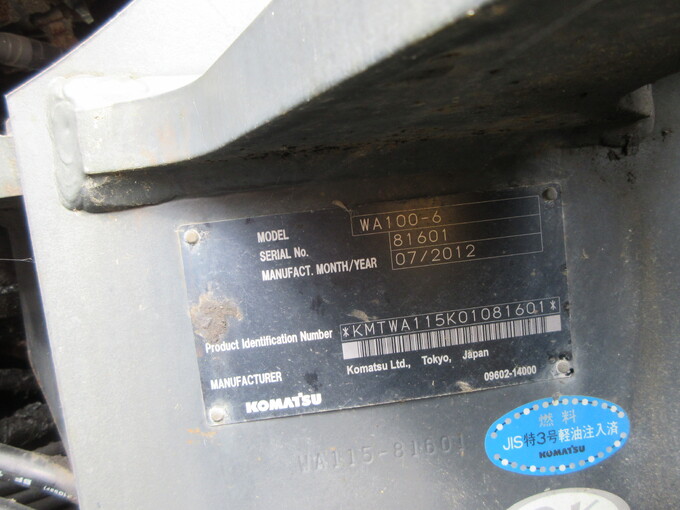 MODEL WA100-6
SERIAL No. 81601
MANUFACT. MONTH/YEAR 07/2012
Product Identification Number *KMTWA115K01081601*
MANUFACTURER Komatsu Ltd., Tokyo, Japan
KOMATSU 09602-14000
WA115-81601
燃料
JIS特3号軽油注入済
KOMATSU